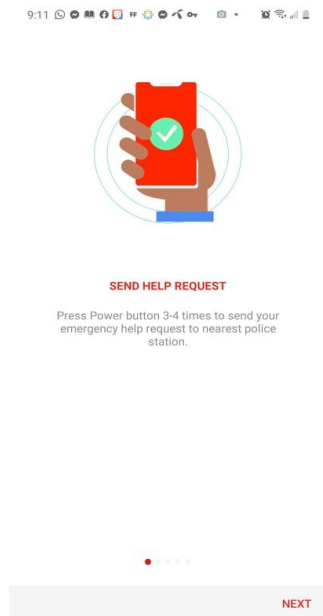 9:11
FF
SEND HELP REQUEST
Press Power button 3-4 times to send your
emergency help request to nearest police
station.
NEXT